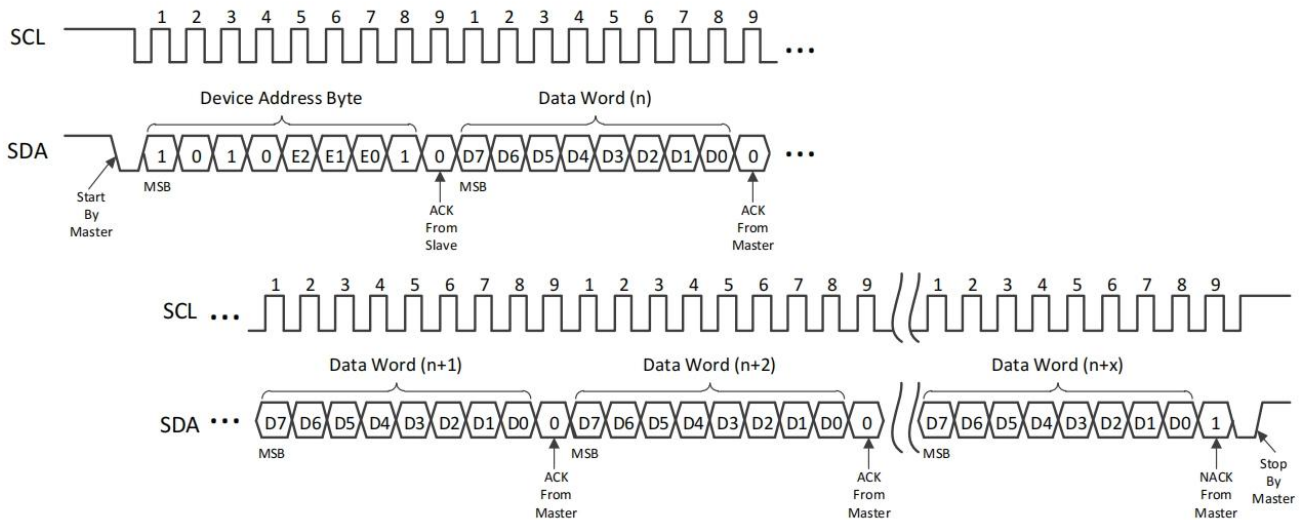 1 2 3 4 5 6 7 8 9 1 2 3 4 5 6 7 8 9
SCL ...
Device Address Byte Data Word (n)
SDA 1 0 1 0 E2 E1 E0 1 0 D7 D6 D5 D4 D3 D2 D1 D0 0 ...
MSB MSB
Start
By
Master
ACK
From
Slave
ACK
From
Master
1 2 3 4 5 6 7 8 9 1 2 3 4 5 6 7 8 9 1 2 3 4 5 6 7 8 9
SCL ...
Data Word (n+1) Data Word (n+2) Data Word (n+x)
SDA ... D7 D6 D5 D4 D3 D2 D1 D0 0 D7 D6 D5 D4 D3 D2 D1 D0 0 D7 D6 D5 D4 D3 D2 D1 D0 1
MSB MSB MSB
ACK
From
Master
ACK
From
Master
NACK
From
Master
Stop
By
Master